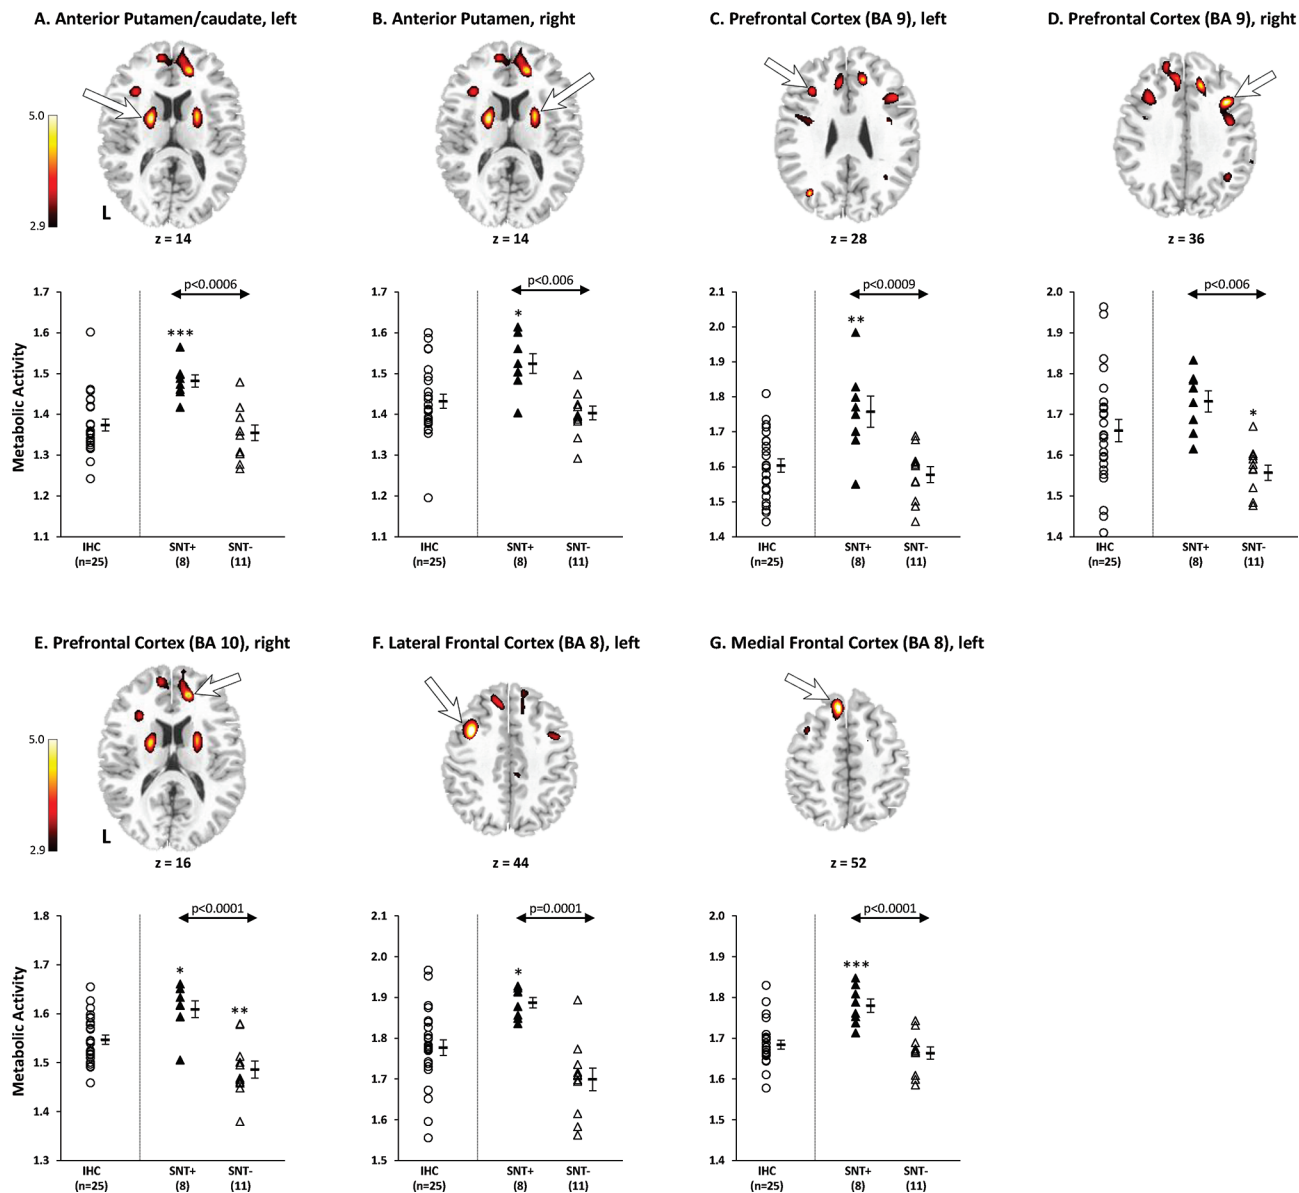 A. Anterior Putamen/caudate, left
B. Anterior Putamen, right
C. Prefrontal Cortex (BA 9), left
D. Prefrontal Cortex (BA 9), right
5.0
2.9
L
z = 14
z = 14
z = 28
z = 36
Metabolic Activity
1.7
1.6
1.5
1.4
1.3
1.2
1.1
p<0.0006
***
IHC
(n=25)
SNT+
(8)
SNT-
(11)
1.7
1.6
1.5
1.4
1.3
1.2
1.1
p<0.006
*
IHC
(n=25)
SNT+
(8)
SNT-
(11)
2.1
2.0
1.9
1.8
1.7
1.6
1.5
1.4
p<0.0009
**
IHC
(n=25)
SNT+
(8)
SNT-
(11)
2.0
1.9
1.8
1.7
1.6
1.5
1.4
p<0.006
*
IHC
(n=25)
SNT+
(8)
SNT-
(11)
E. Prefrontal Cortex (BA 10), right
F. Lateral Frontal Cortex (BA 8), left
G. Medial Frontal Cortex (BA 8), left
5.0
2.9
L
z = 16
z = 44
z = 52
Metabolic Activity
1.8
1.7
1.6
1.5
1.4
1.3
p<0.0001
*
**
IHC
(n=25)
SNT+
(8)
SNT-
(11)
2.1
2.0
1.9
1.8
1.7
1.6
1.5
p=0.0001
*
IHC
(n=25)
SNT+
(8)
SNT-
(11)
2.0
1.9
1.8
1.7
1.6
1.5
1.4
p<0.0001
***
IHC
(n=25)
SNT+
(8)
SNT-
(11)